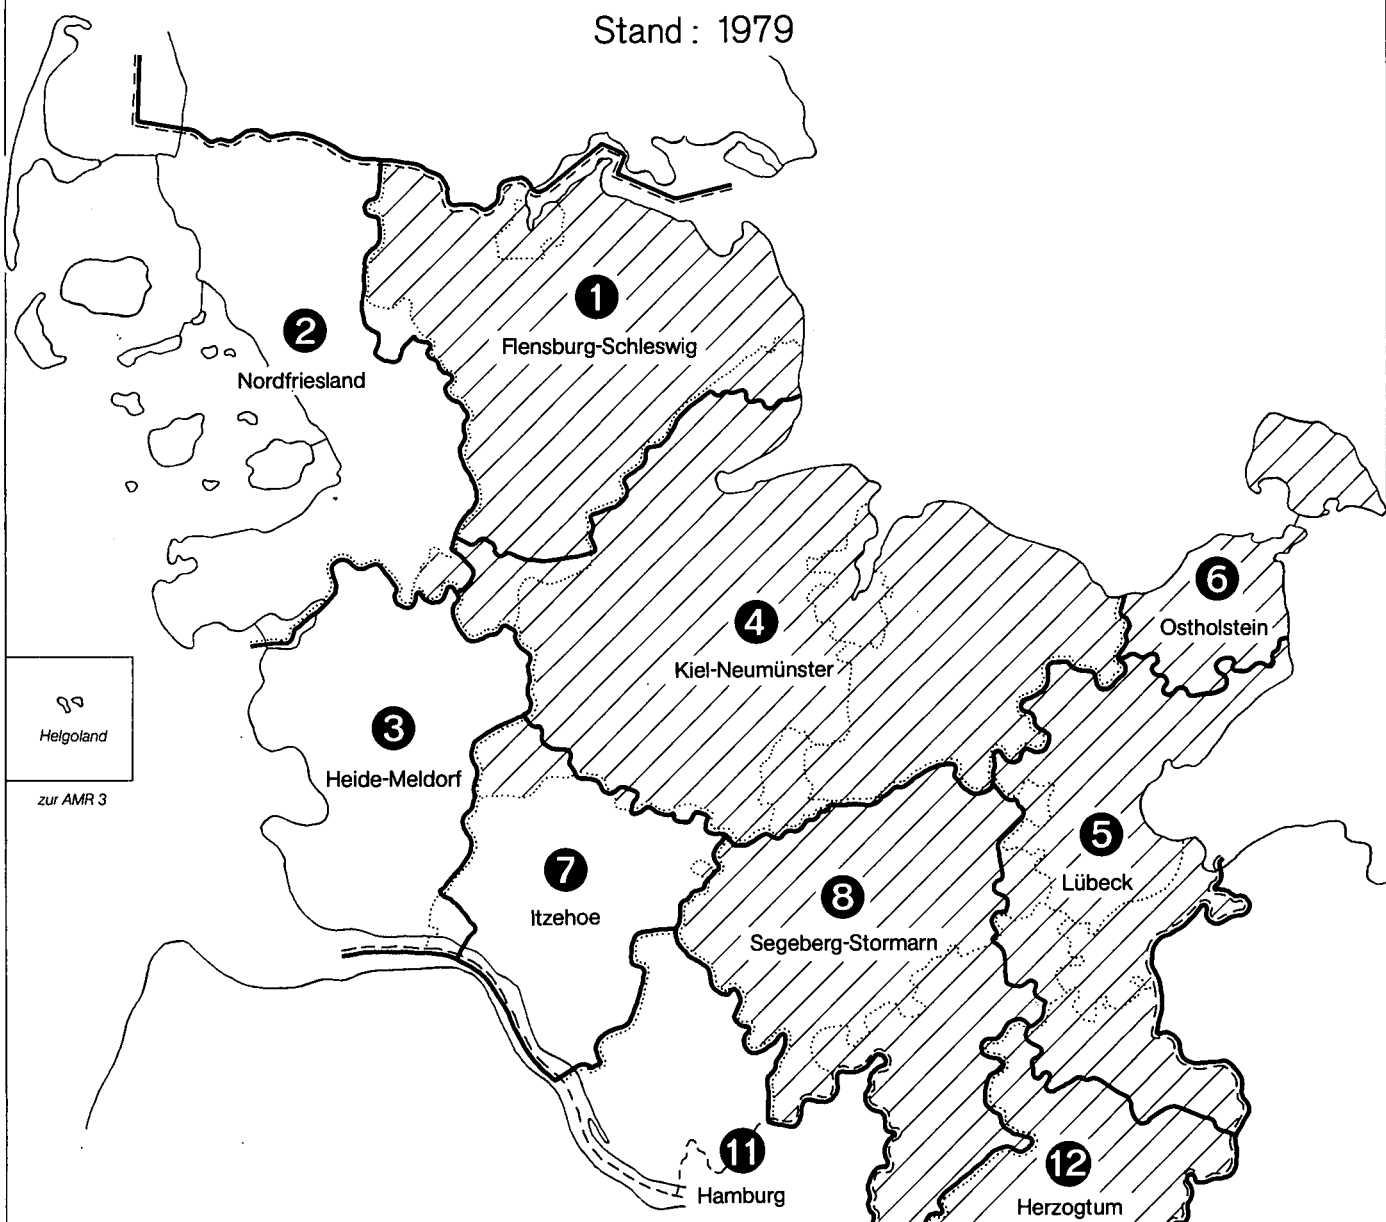 Stand : 1979
1
Flensburg-Schleswig
2
Nordfriesland
6
Ostholstein
4
Kiel-Neumünster
3
Heide-Meldorf
Helgoland
zur AMR 3
5
Lübeck
7
Itzehoe
8
Segeberg-Stormarn
11
Hamburg
12
Herzogtum